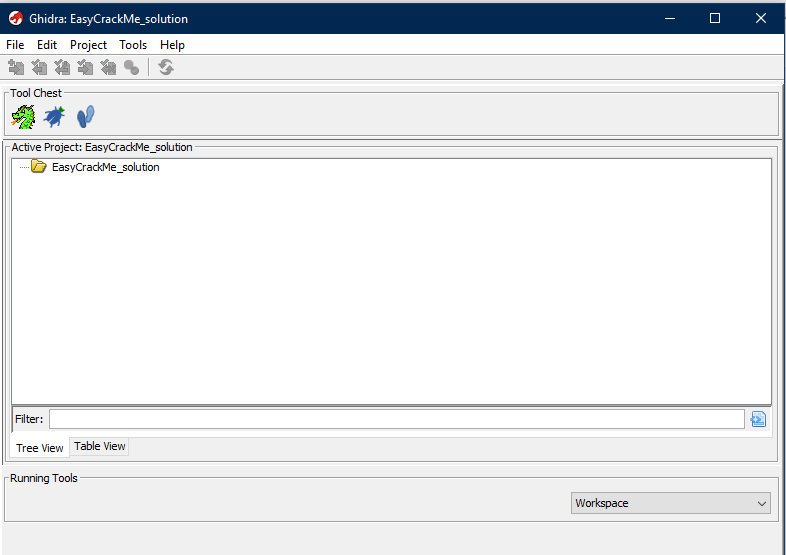 Ghidra: EasyCrackMe_solution
File Edit Project Tools Help
Tool Chest
Active Project: EasyCrackMe_solution
EasyCrackMe_solution
Filter:
Tree View Table View
Running Tools
Workspace